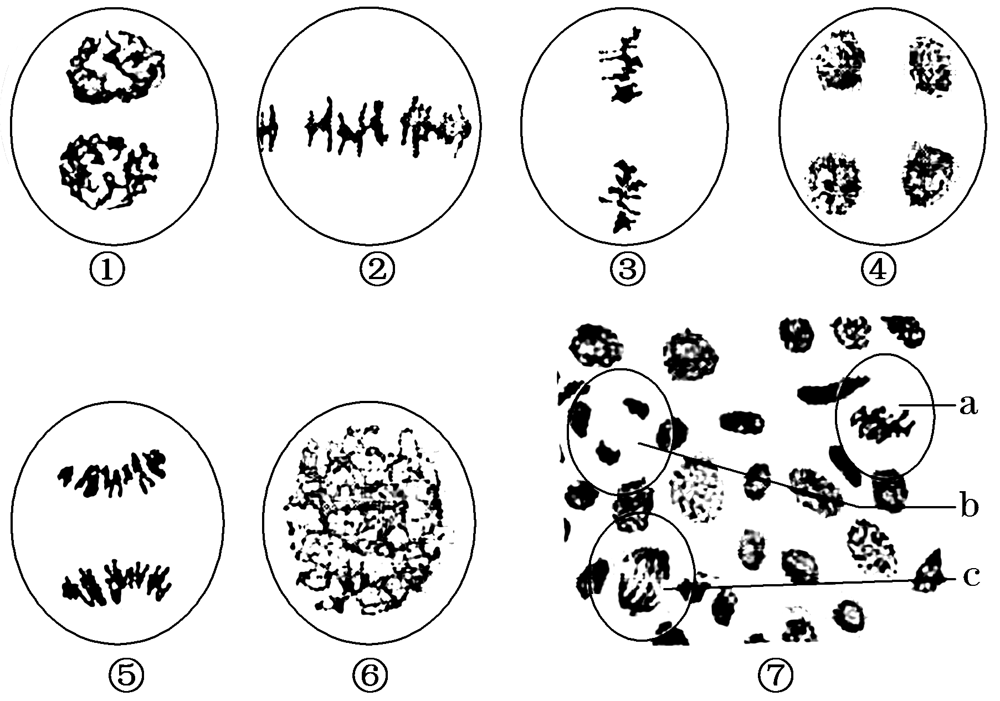 ① ② ③ ④
a
b
c
⑤ ⑥ ⑦